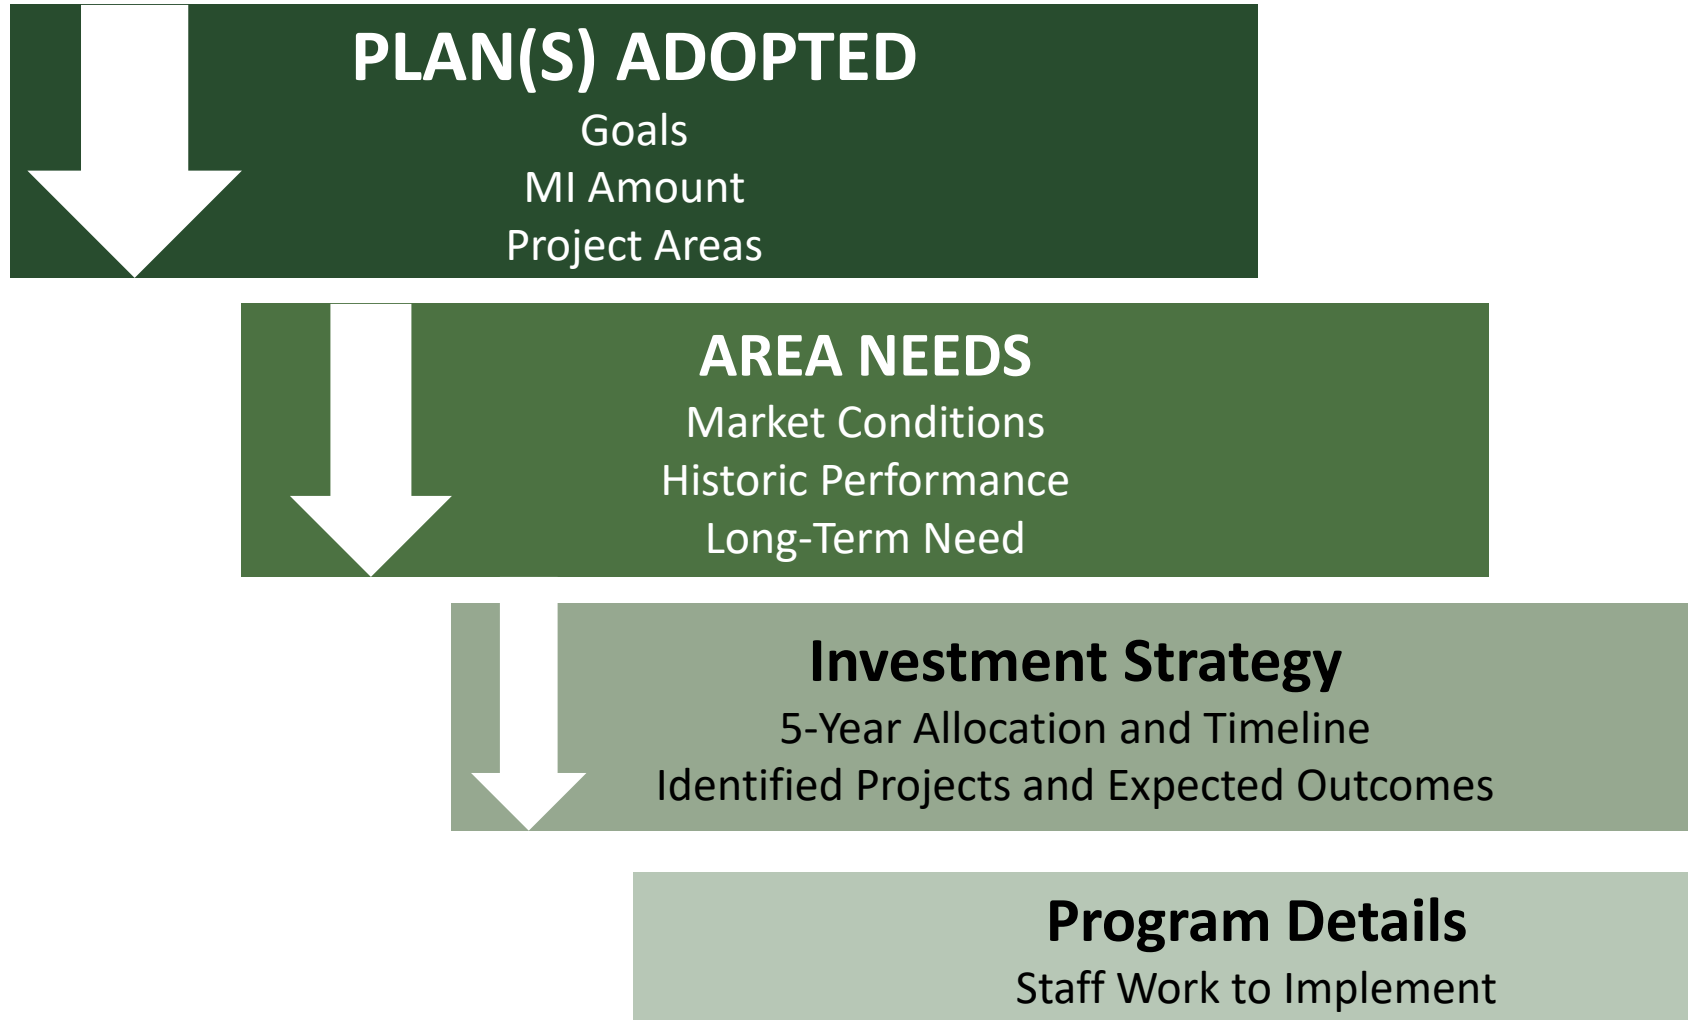 PLAN(S) ADOPTED
Goals
MI Amount
Project Areas
AREA NEEDS
Market Conditions
Historic Performance
Long-Term Need
Investment Strategy
5-Year Allocation and Timeline
Identified Projects and Expected Outcomes
Program Details
Staff Work to Implement